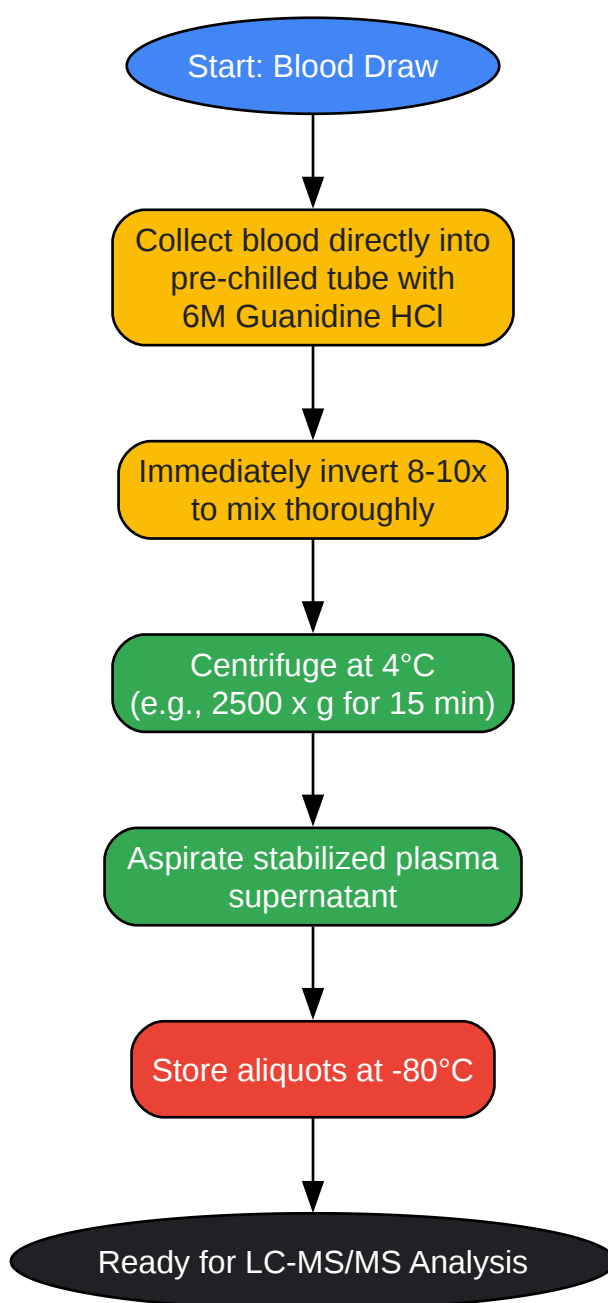 Start: Blood Draw
Collect blood directly into
pre-chilled tube with
6M Guanidine HCl
Immediately invert 8-10x
to mix thoroughly
Centrifuge at 4°C
(e.g., 2500 x g for 15 min)
Aspirate stabilized plasma
supernatant
Store aliquots at -80°C
Ready for LC-MS/MS Analysis